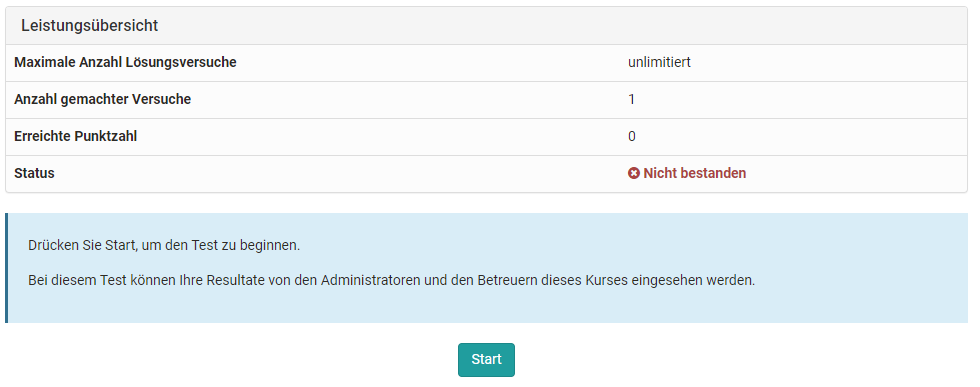 Leistungsübersicht
Maximale Anzahl Lösungsversuche unlimitiert
Anzahl gemachter Versuche 1
Erreichte Punktzahl 0
Status Nicht bestanden
Drücken Sie Start, um den Test zu beginnen.
Bei diesem Test können Ihre Resultate von den Administratoren und den Betreuern dieses Kurses eingesehen werden.
Start